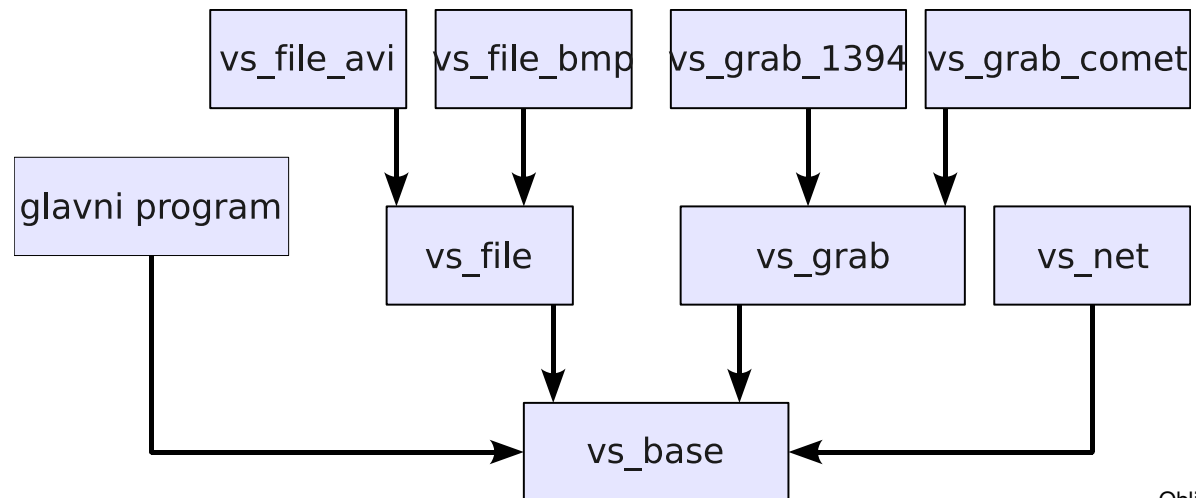 vs_file_avi
vs_file_bmp
vs_grab_1394
vs_grab_comet
glavni program
vs_file
vs_grab
vs_net
vs_base